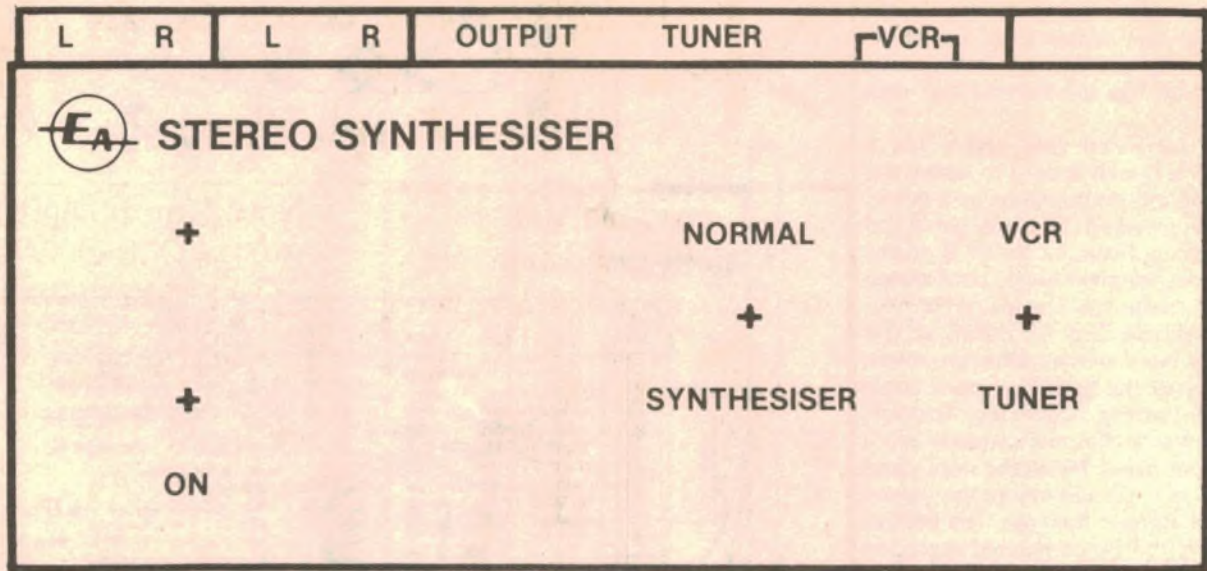 L R L R OUTPUT TUNER VCR
EA STEREO SYNTHESISER
+ NORMAL VCR
+ +
+ SYNTHESISER TUNER
ON